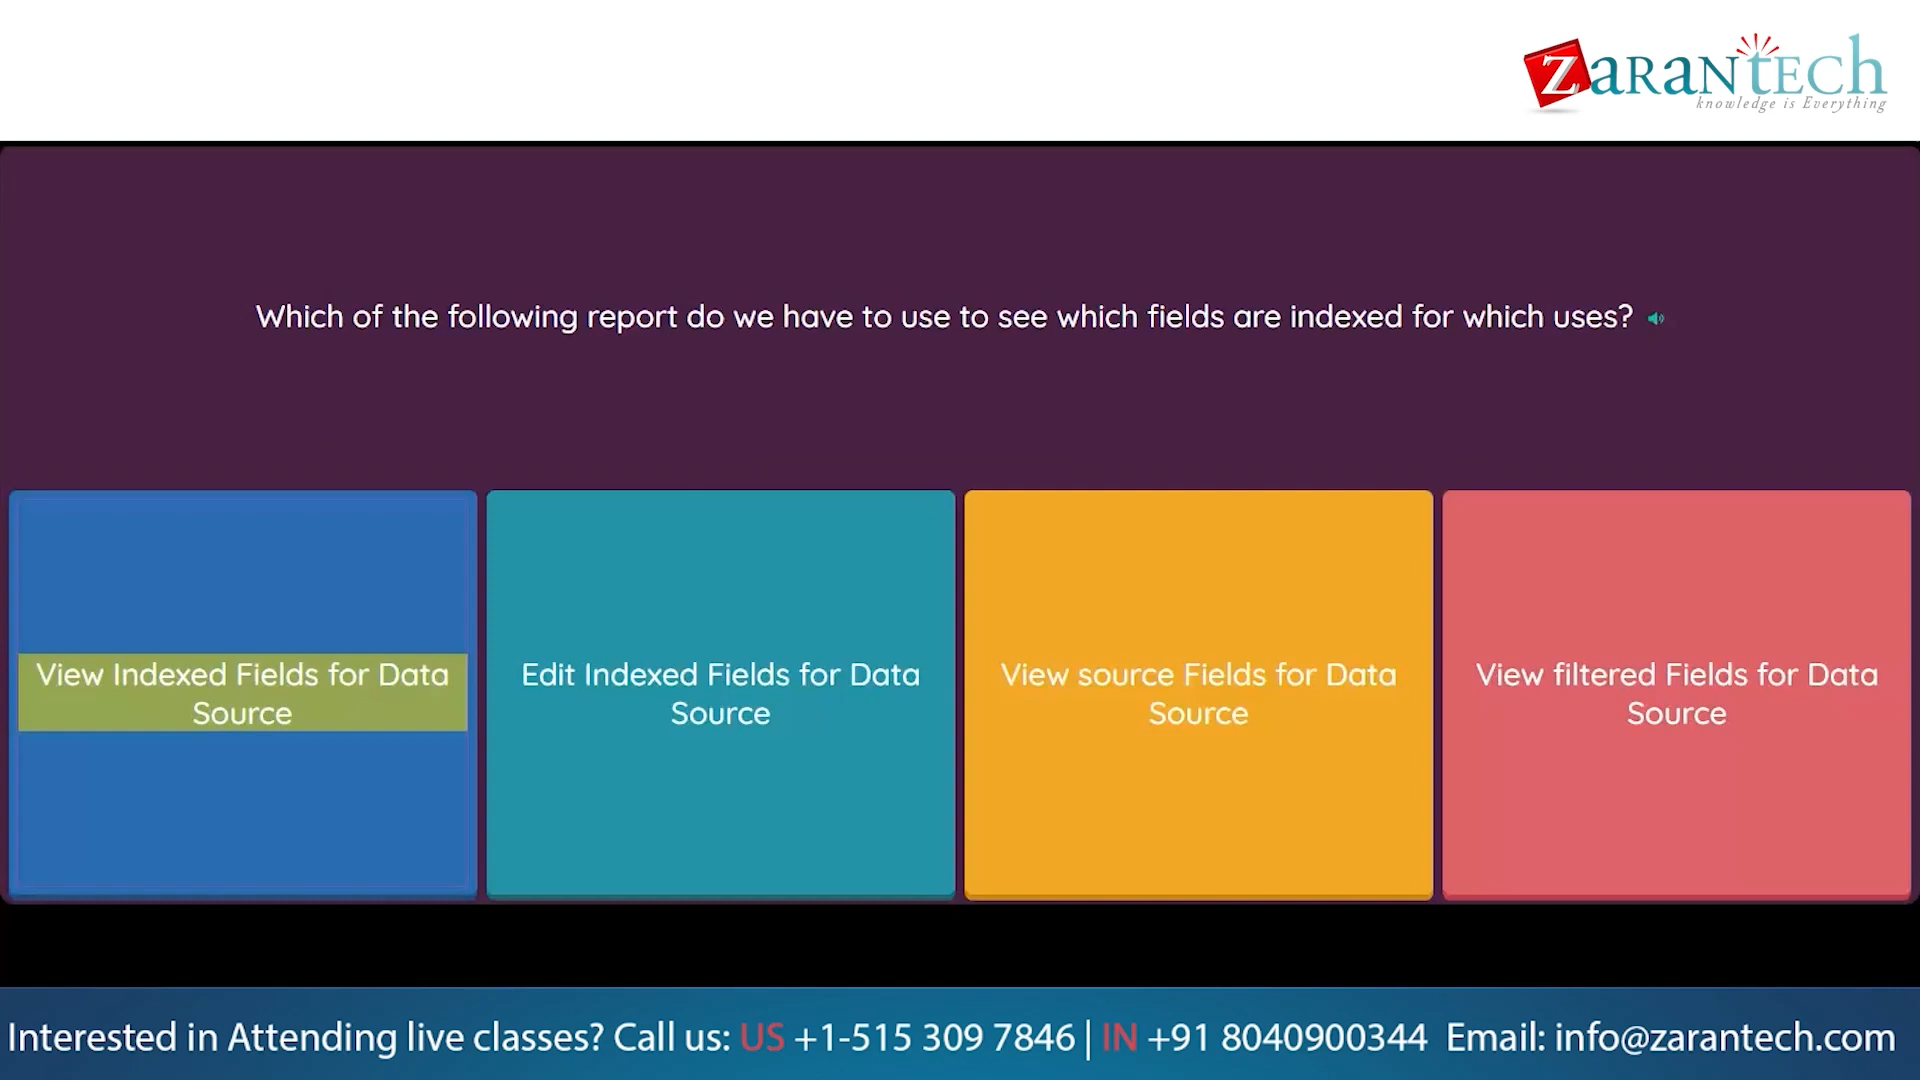 ZARANTECH
knowledge is Everything
Which of the following report do we have to use to see which fields are indexed for which uses?
View Indexed Fields for Data
Source
Edit Indexed Fields for Data
Source
View source Fields for Data
Source
View filtered Fields for Data
Source
Interested in Attending live classes? Call us: US +1-515 309 7846 | IN +91 8040900344 Email: info@zarantech.com